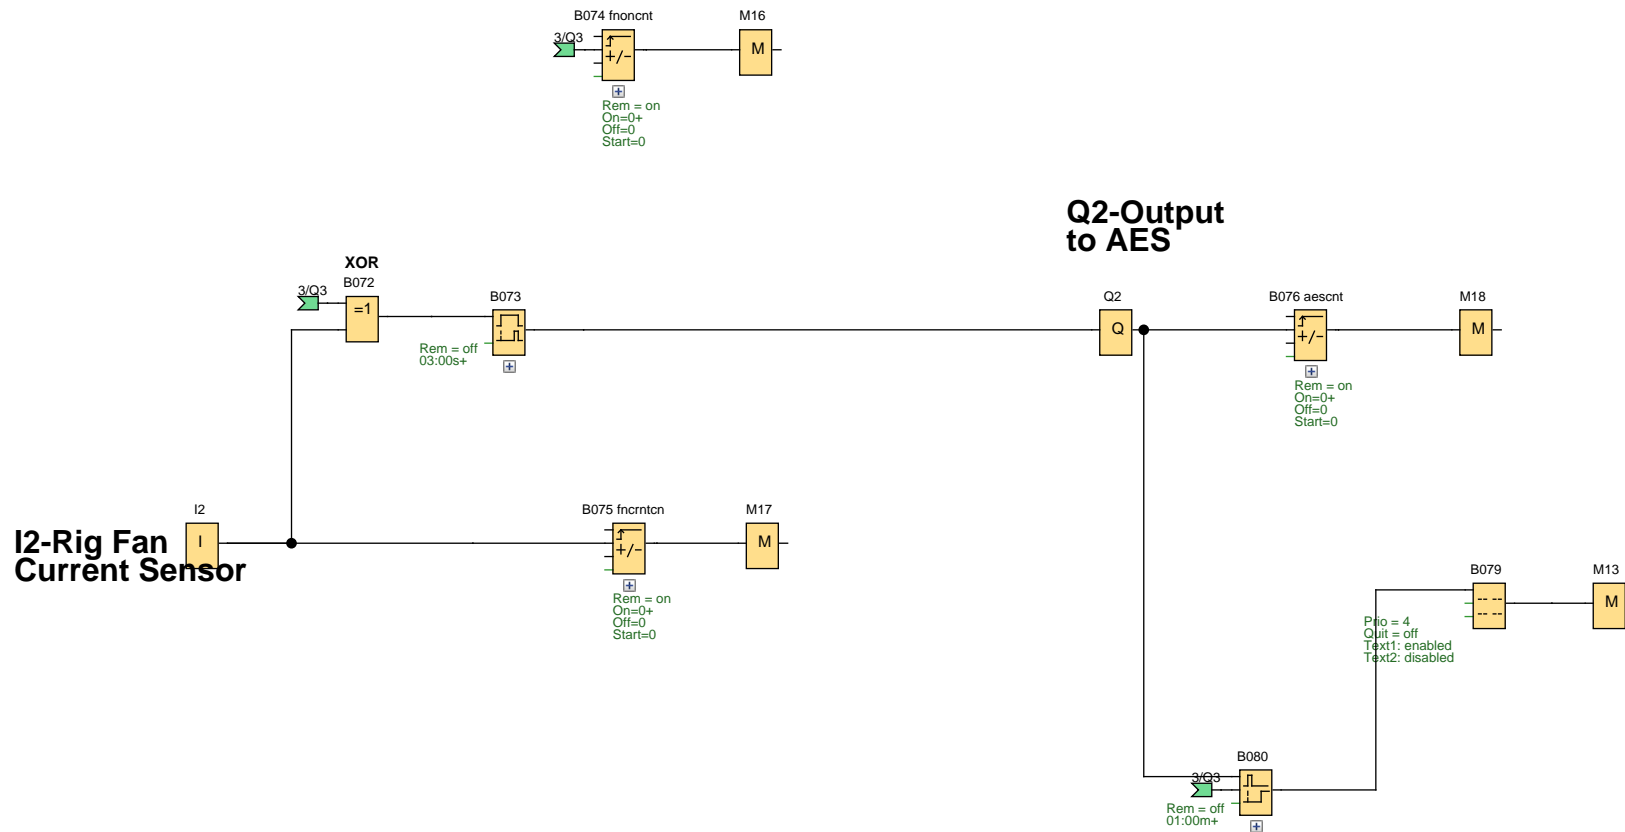 B074 fnoncnt
M16
3/Q3
+/-
M
Rem = on
On=0+
Off=0
Start=0
Q2-Output
to AES
XOR
B072
3/Q3
=1
B073
Rem = off
03:00s+
Q2
Q
B076 aescnt
+/-
M18
M
Rem = on
On=0+
Off=0
Start=0
I2
I
I2-Rig Fan
Current Sensor
B075 fncrntcn
+/-
M17
M
Rem = on
On=0+
Off=0
Start=0
B079
M13
M
Prio = 4
Quit = off
Text1: enabled
Text2: disabled
B080
3/Q3
Rem = off
01:00m+